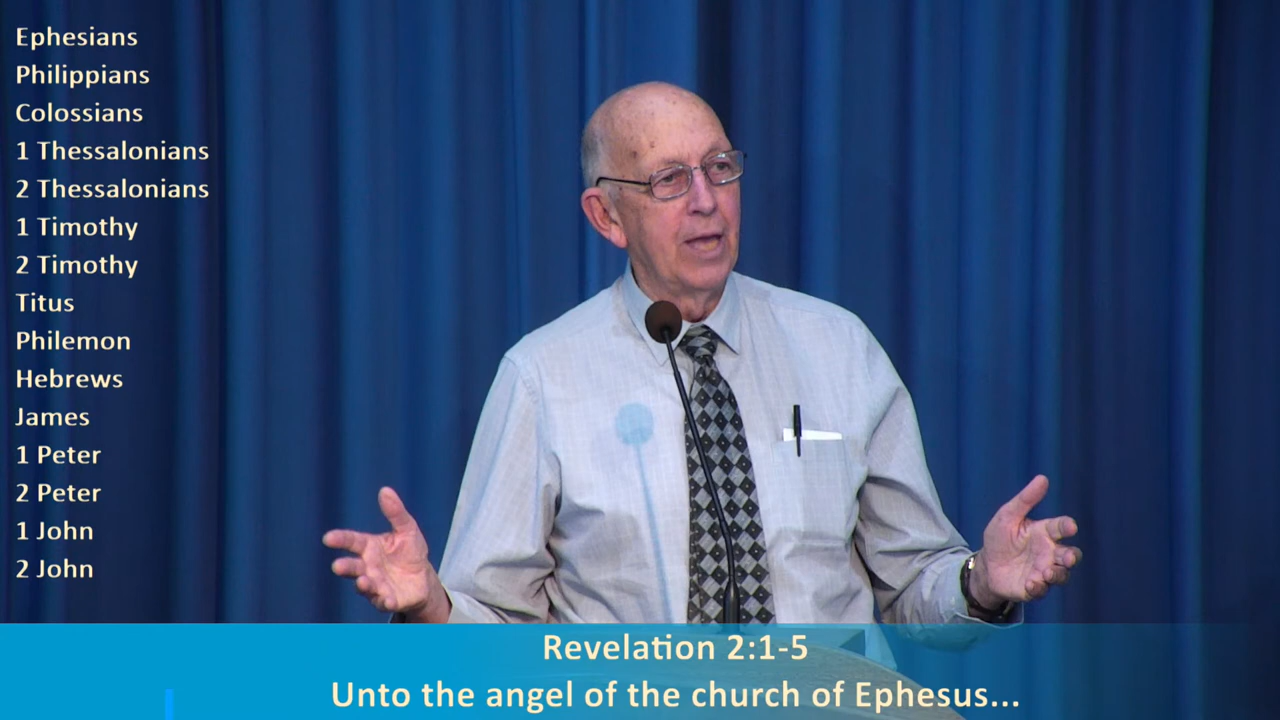 Ephesians
Philippians
Colossians
1 Thessalonians
2 Thessalonians
1 Timothy
2 Timothy
Titus
Philemon
Hebrews
James
1 Peter
2 Peter
1 John
2 John
Revelation 2:1-5
Unto the angel of the church of Ephesus...